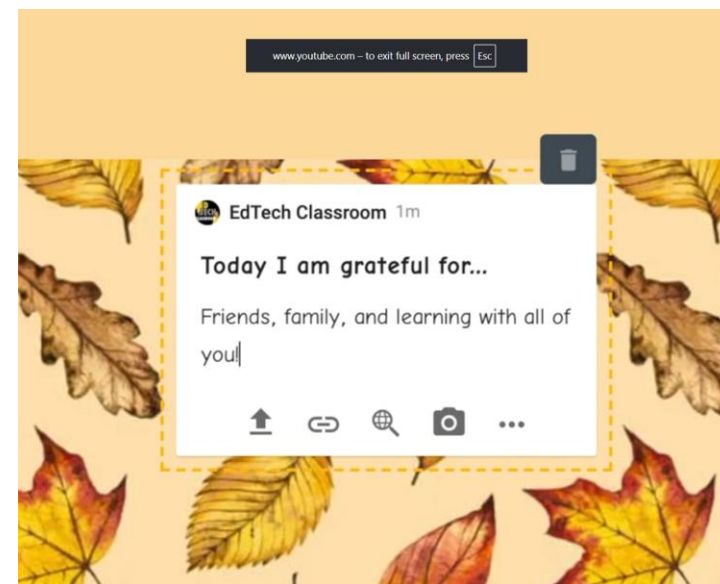 www.youtube.com – to exit full screen, press Esc
EdTech Classroom 1m
Today I am grateful for...
Friends, family, and learning with all of
you!